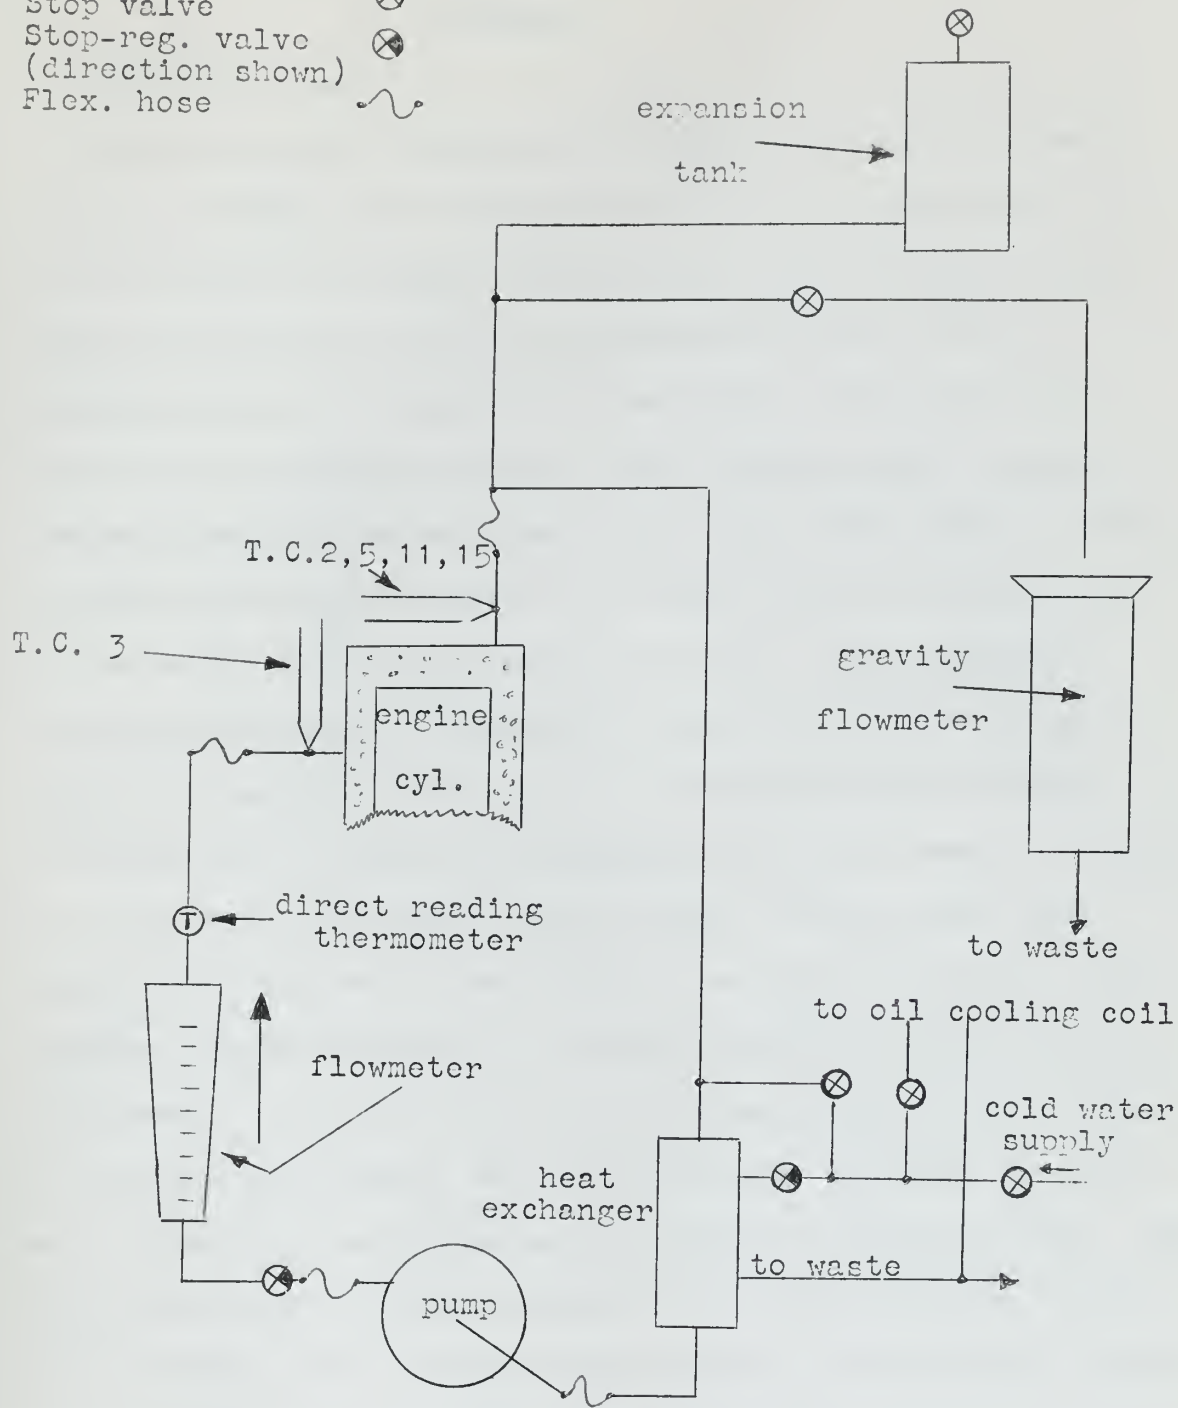 Stop valve
Stop-reg. valve
(direction shown)
Flex. hose
expansion
tank
T.C.2,5,11,15
T.C. 3
engine
cyl.
gravity
flowmeter
T
direct reading
thermometer
to waste
to oil cooling coil
flowmeter
cold water
supply
heat
exchanger
to waste
pump